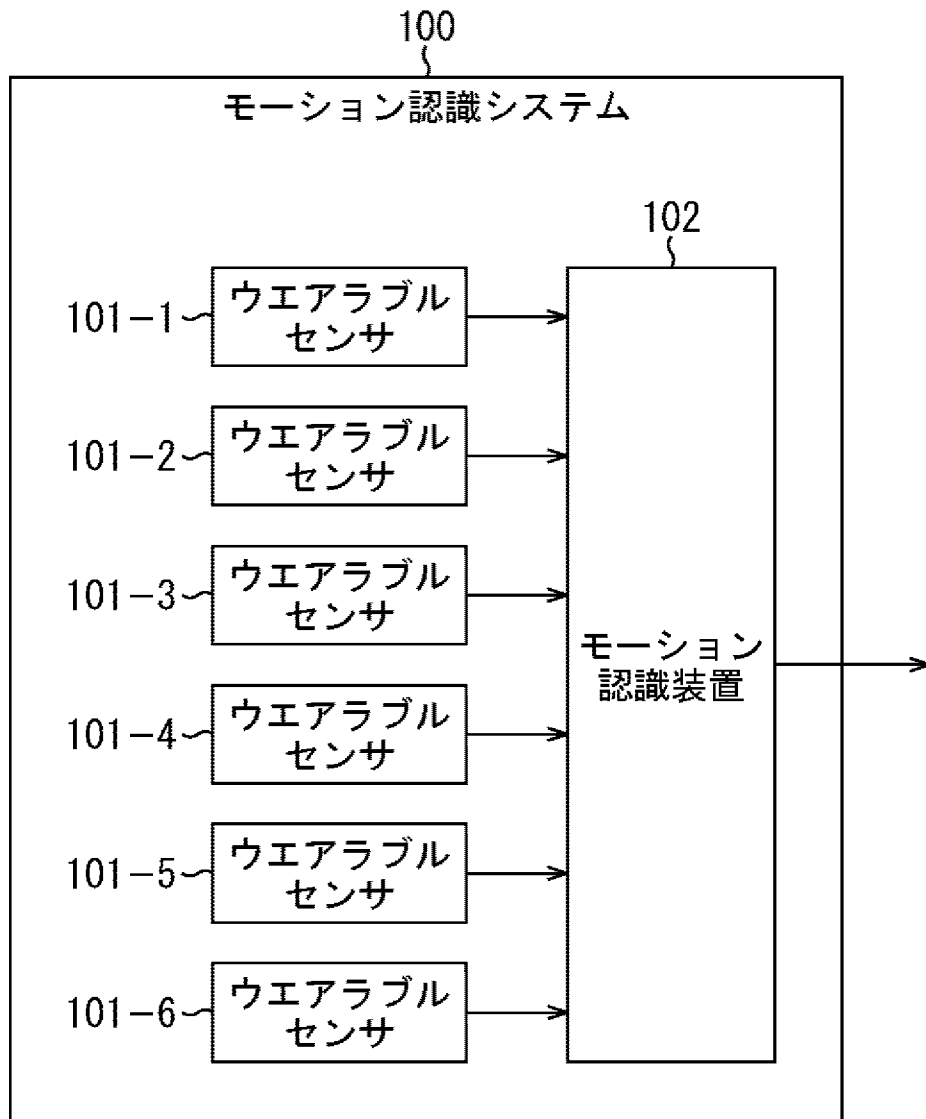 100
モーション認識システム
102
101-1
ウエアラブル
センサ
101-2
ウエアラブル
センサ
101-3
ウエアラブル
センサ
モーション
認識装置
101-4
ウエアラブル
センサ
101-5
ウエアラブル
センサ
101-6
ウエアラブル
センサ